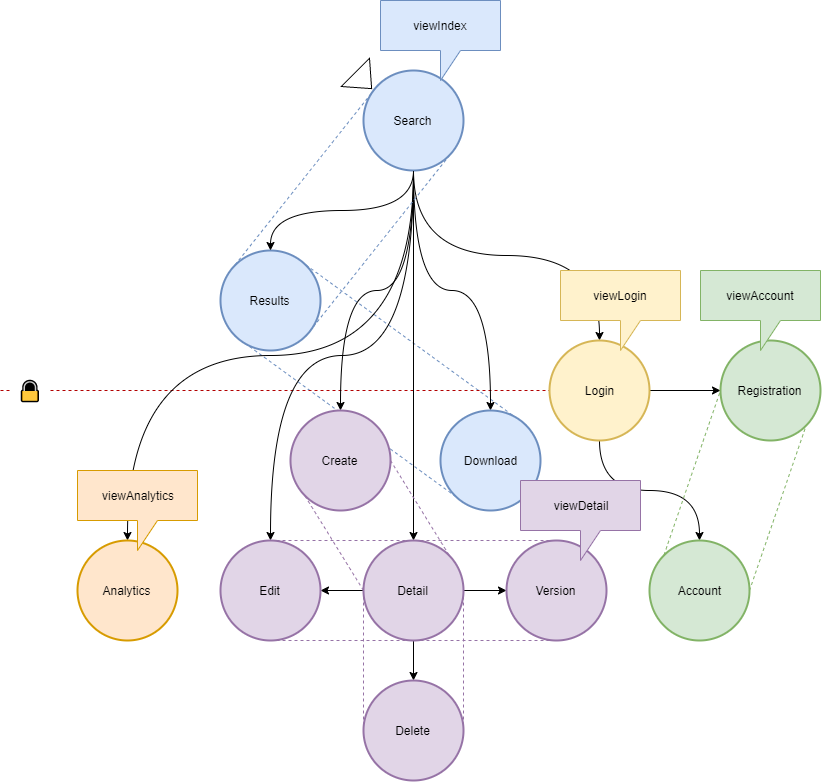 viewIndex
Search
Results
viewLogin
viewAccount
Login
Registration
Create
Download
viewAnalytics
viewDetail
Analytics
Edit
Detail
Version
Account
Delete